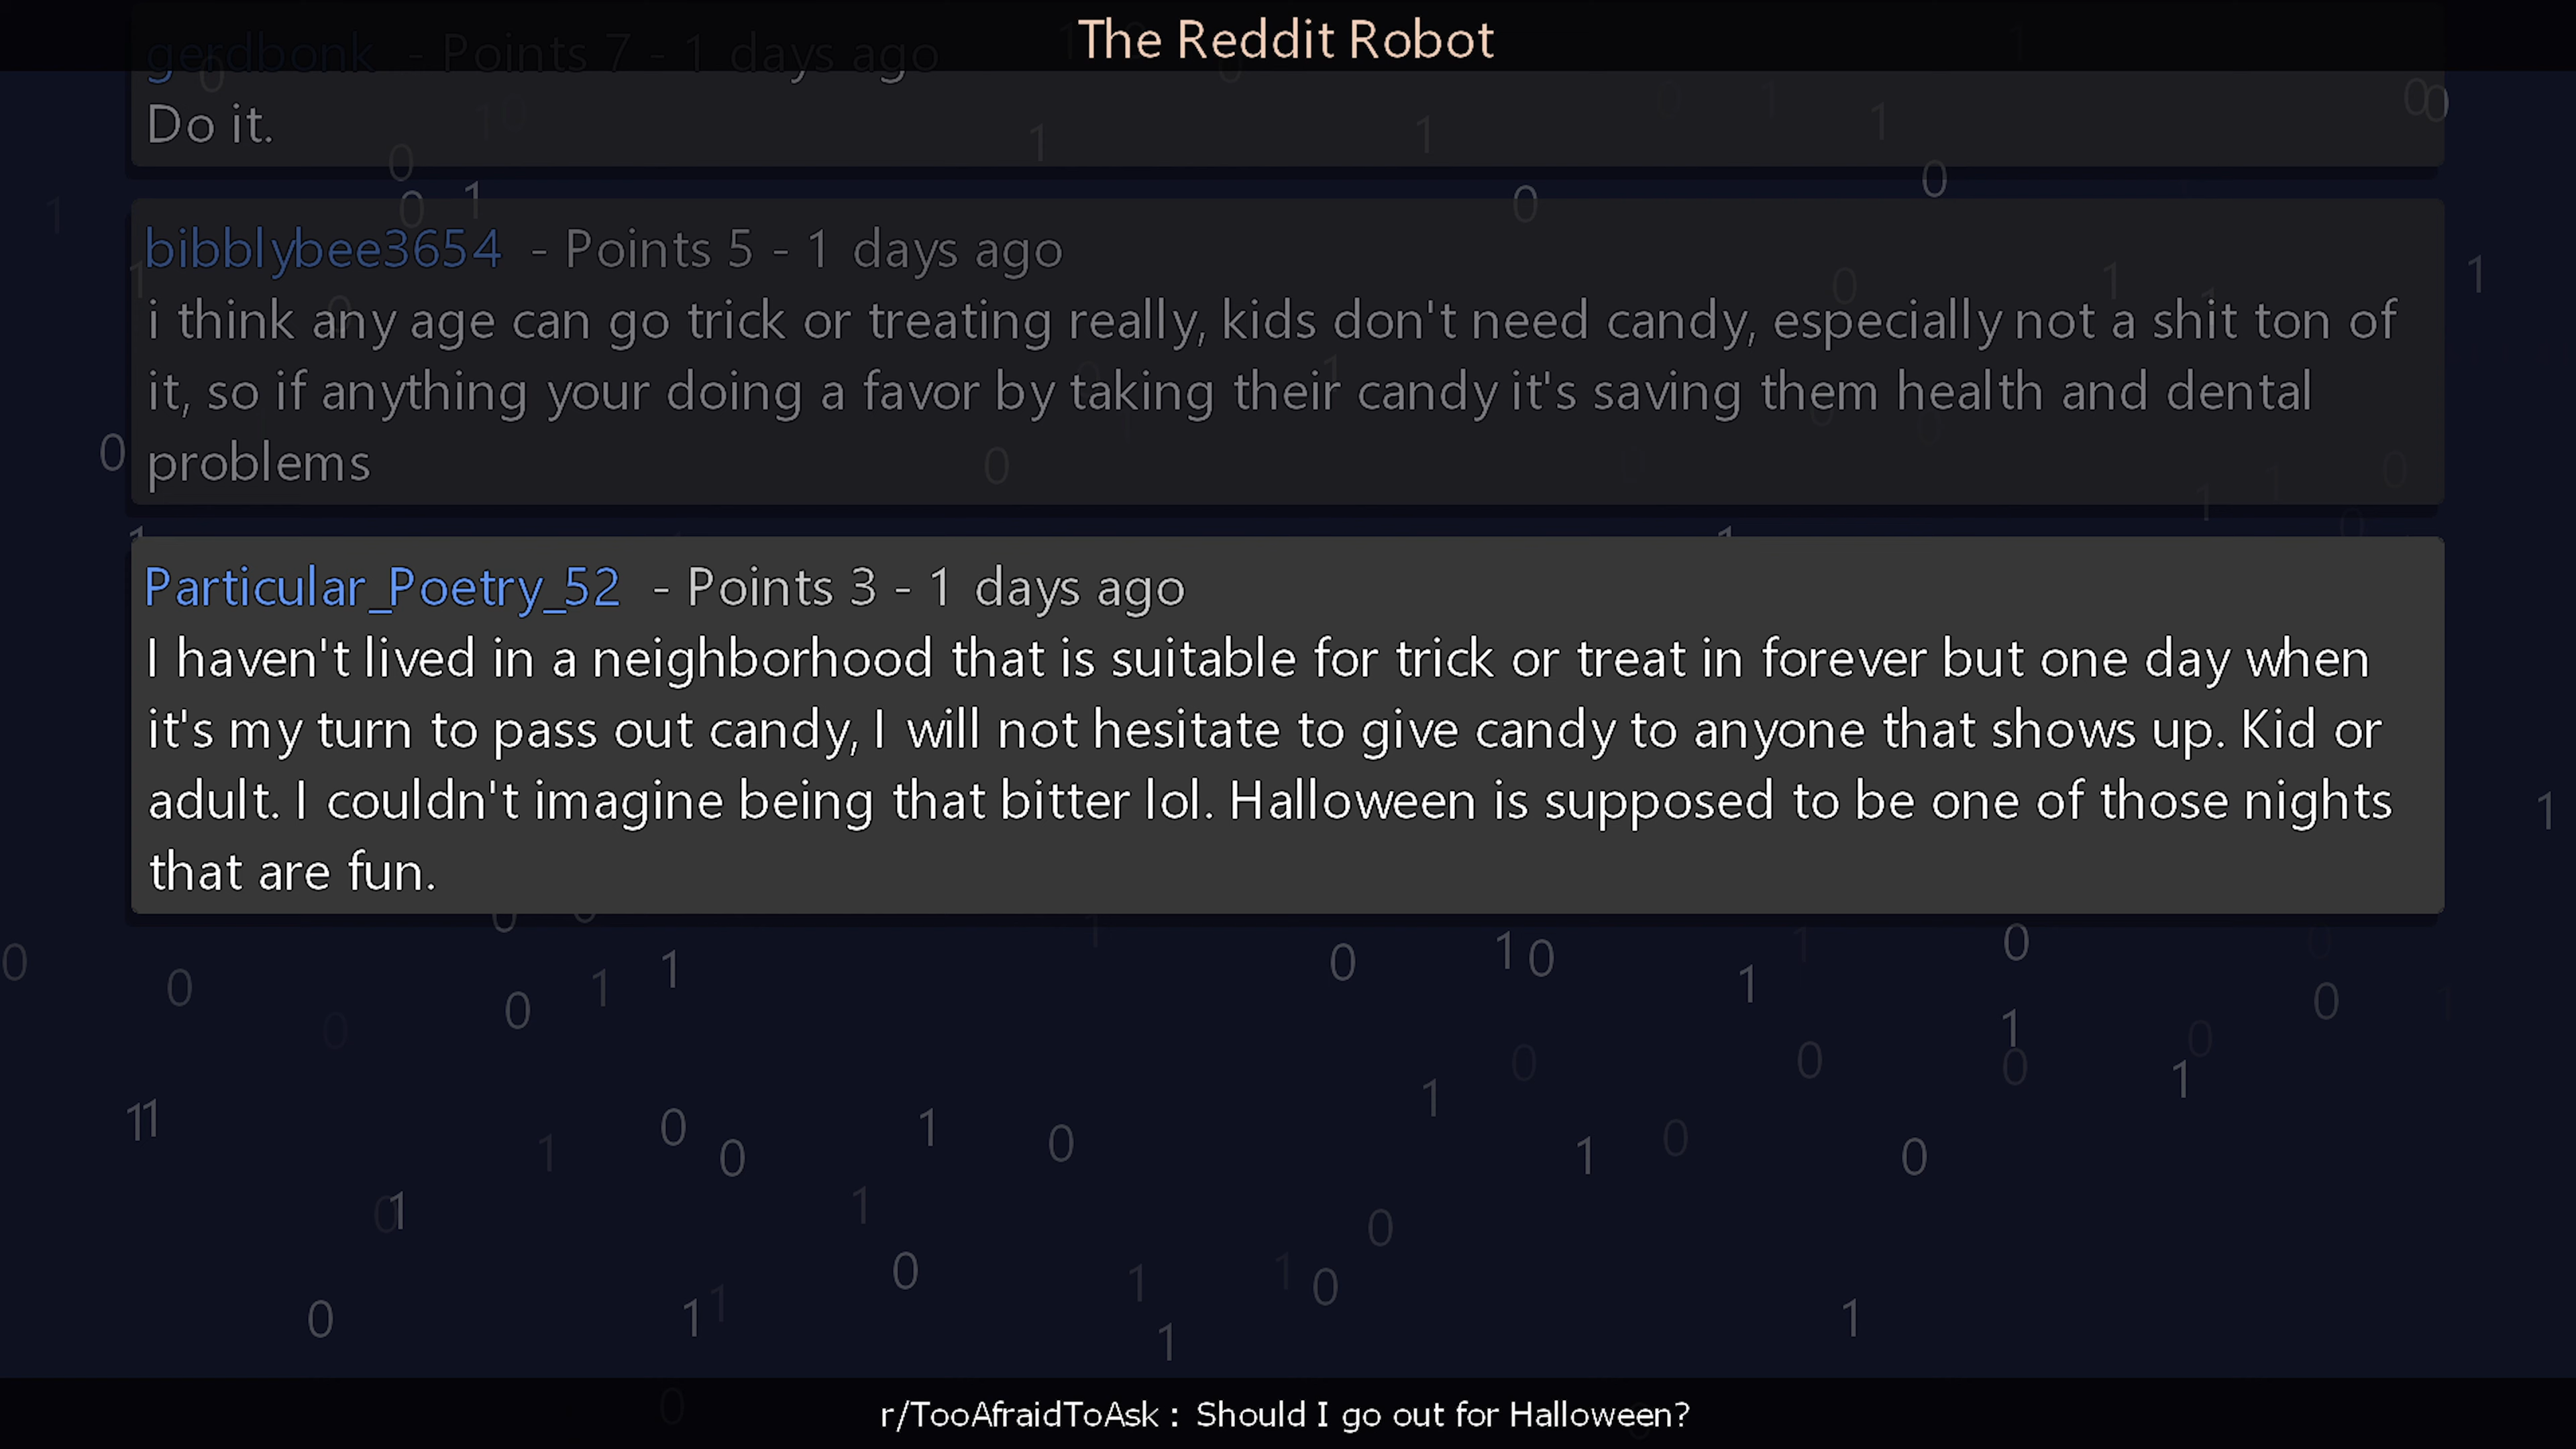 The Reddit Robot
gerdbonk - Points 7 - 1 days ago
Do it.
bibblybee3654 - Points 5 - 1 days ago
i think any age can go trick or treating really, kids don't need candy, especially not a shit ton of
it, so if anything your doing a favor by taking their candy it's saving them health and dental
problems
Particular_Poetry_52 - Points 3 - 1 days ago
I haven't lived in a neighborhood that is suitable for trick or treat in forever but one day when
it's my turn to pass out candy, I will not hesitate to give candy to anyone that shows up. Kid or
adult. I couldn't imagine being that bitter lol. Halloween is supposed to be one of those nights
that are fun.
r/TooAfraidToAsk : Should I go out for Halloween?